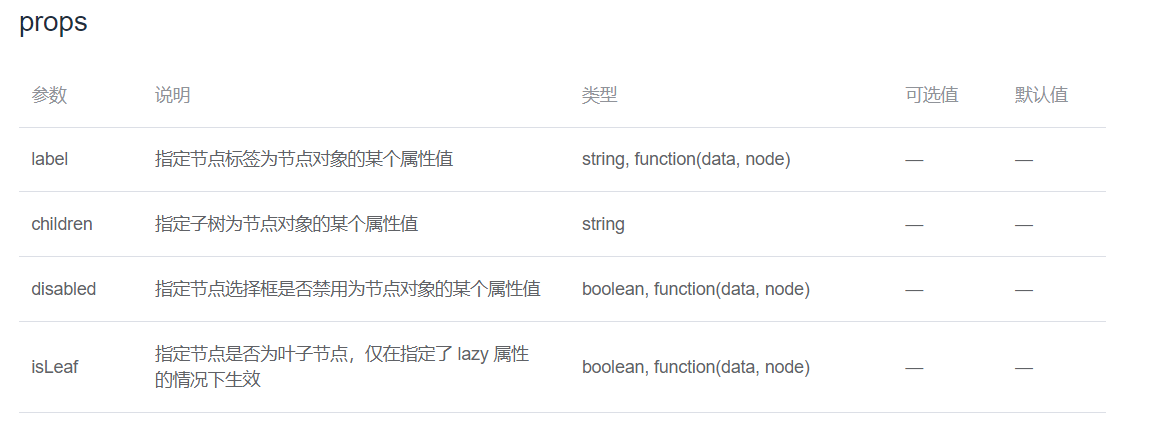 props
参数 说明 类型 可选值 默认值
label 指定节点标签为节点对象的某个属性值 string, function(data, node) — —
children 指定子树为节点对象的某个属性值 string — —
disabled 指定节点选择框是否禁用为节点对象的某个属性值 boolean, function(data, node) — —
isLeaf 指定节点是否为叶子节点，仅在指定了 lazy 属性
的情况下生效 boolean, function(data, node) — —